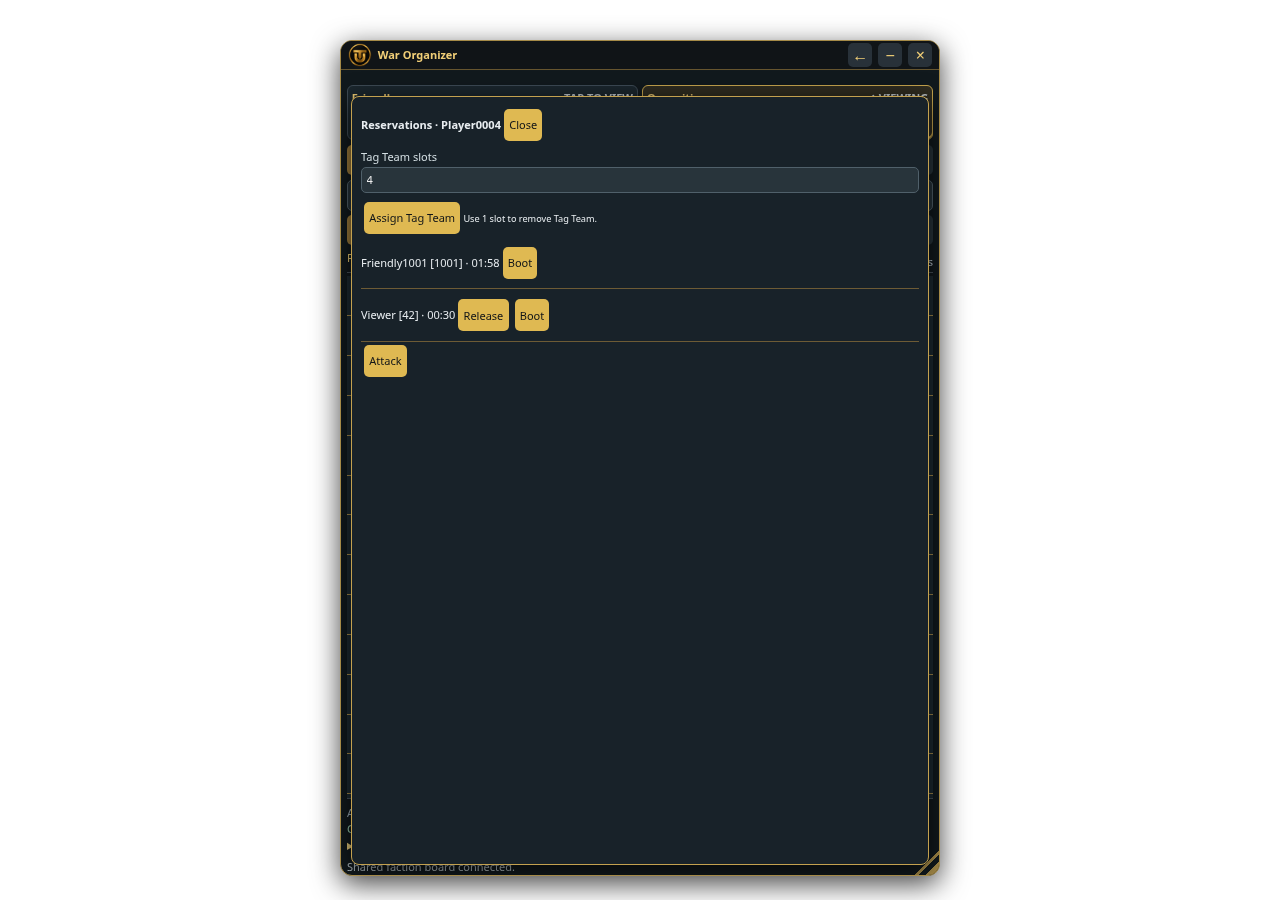 War Organizer
← – ×
Reservations · Player0004 Close
Tag Team slots
4
Assign Tag Team Use 1 slot to remove Tag Team.
Friendly1001 [1001] · 01:58 Boot
Viewer [42] · 00:30 Release Boot
Attack
Shared faction board connected.